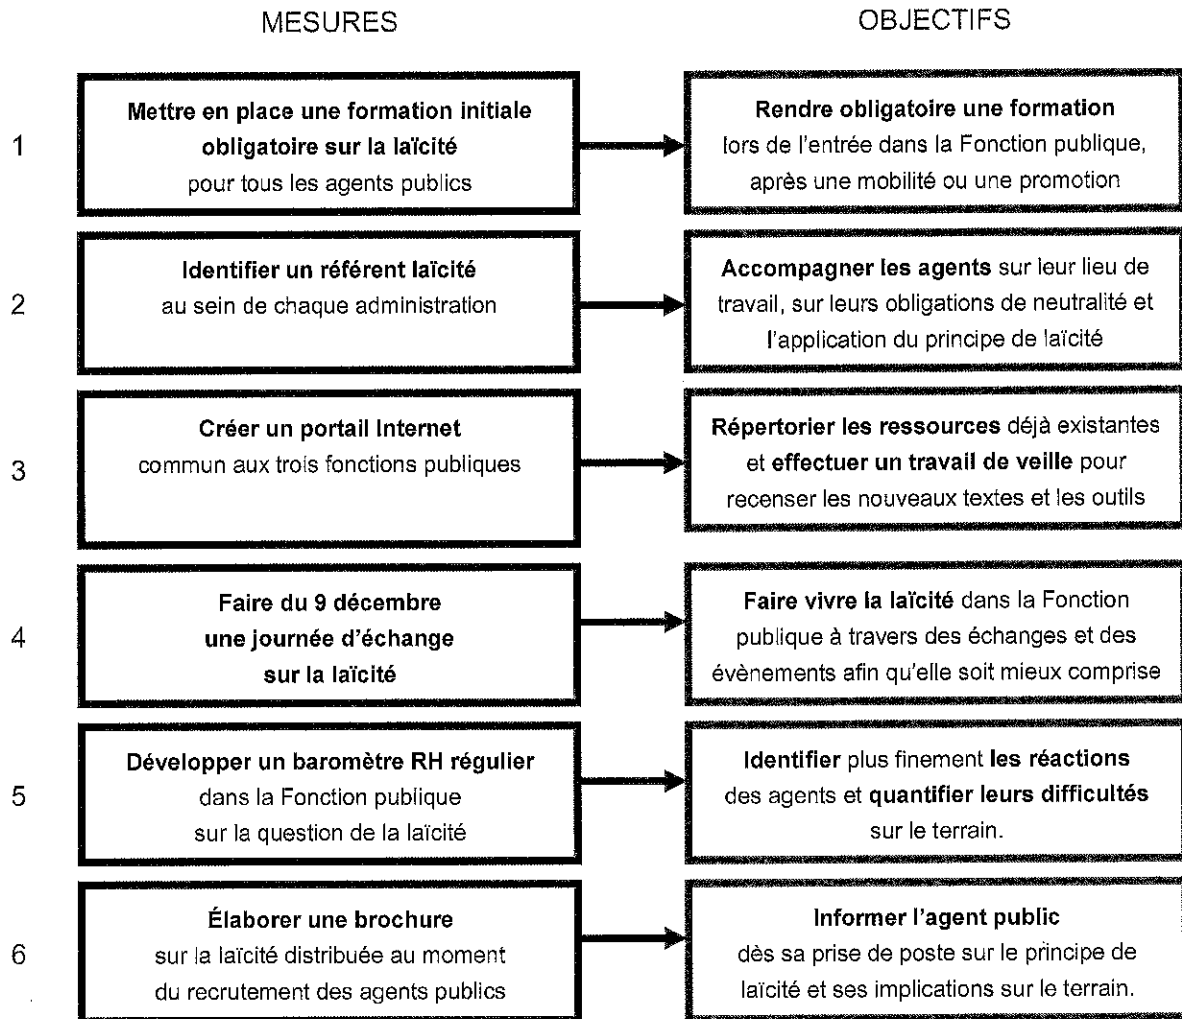 MESURES
OBJECTIFS
1
Mettre en place une formation initiale
obligatoire sur la laïcité
pour tous les agents publics
Rendre obligatoire une formation
lors de l'entrée dans la Fonction publique,
après une mobilité ou une promotion
2
Identifier un référent laïcité
au sein de chaque administration
Accompagner les agents sur leur lieu de
travail, sur leurs obligations de neutralité et
l'application du principe de laïcité
3
Créer un portail Internet
commun aux trois fonctions publiques
Répertorier les ressources déjà existantes
et effectuer un travail de veille pour
recenser les nouveaux textes et les outils
4
Faire du 9 décembre
une journée d'échange
sur la laïcité
Faire vivre la laïcité dans la Fonction
publique à travers des échanges et des
évènements afin qu'elle soit mieux comprise
5
Développer un baromètre RH régulier
dans la Fonction publique
sur la question de la laïcité
Identifier plus finement les réactions
des agents et quantifier leurs difficultés
sur le terrain.
6
Élaborer une brochure
sur la laïcité distribuée au moment
du recrutement des agents publics
Informer l'agent public
dès sa prise de poste sur le principe de
laïcité et ses implications sur le terrain.